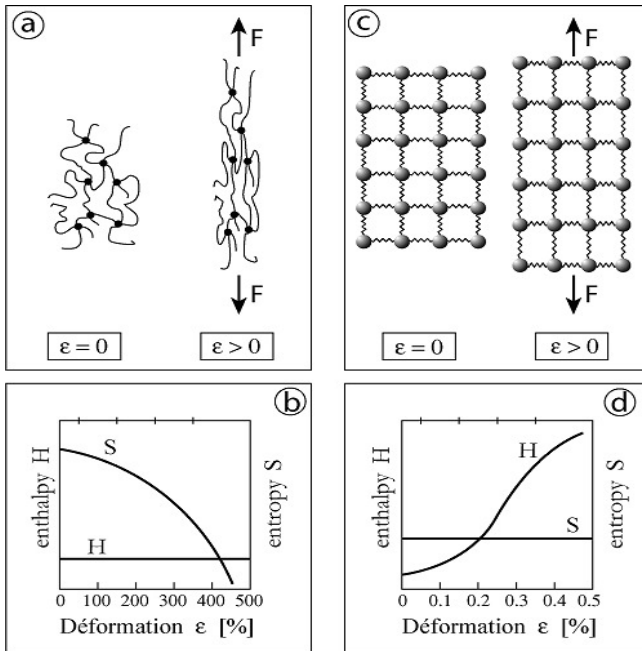 a
F
F
ε = 0
ε > 0
c
F
F
ε = 0
ε > 0
b
enthalpy H
S
H
entropy S
0 100 200 300 400 500
Déformation ε [%]
d
enthalpy H
H
S
entropy S
0 0.1 0.2 0.3 0.4 0.5
Déformation ε [%]